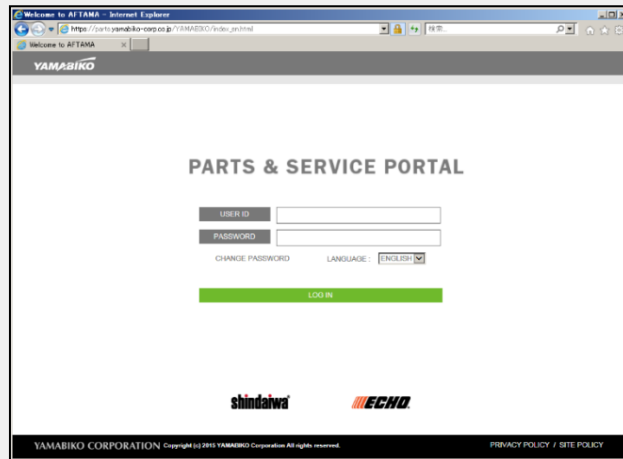 Welcome to AFTAMA - Internet Explorer
https://parts.yamabiko-corp.co.jp/YAMABIKO/index_en.html
検索...
Welcome to AFTAMA
YAMABIKO
PARTS & SERVICE PORTAL
USER ID
PASSWORD
CHANGE PASSWORD LANGUAGE : ENGLISH
LOG IN
shindaiwa ECHO
YAMABIKO CORPORATION Copyright (c) 2015 YAMABIKO Corporation All rights reserved. PRIVACY POLICY / SITE POLICY